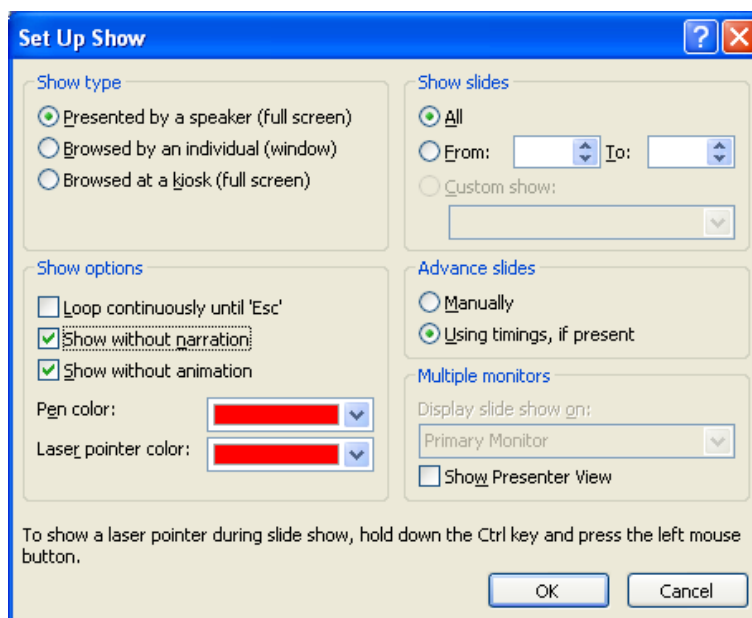 Set Up Show
Show type
Presented by a speaker (full screen)
Browsed by an individual (window)
Browsed at a kiosk (full screen)
Show slides
All
From: To:
Custom show:
Show options
Loop continuously until 'Esc'
Show without narration
Show without animation
Pen color:
Laser pointer color:
Advance slides
Manually
Using timings, if present
Multiple monitors
Display slide show on:
Primary Monitor
Show Presenter View
To show a laser pointer during slide show, hold down the Ctrl key and press the left mouse
button.
OK Cancel